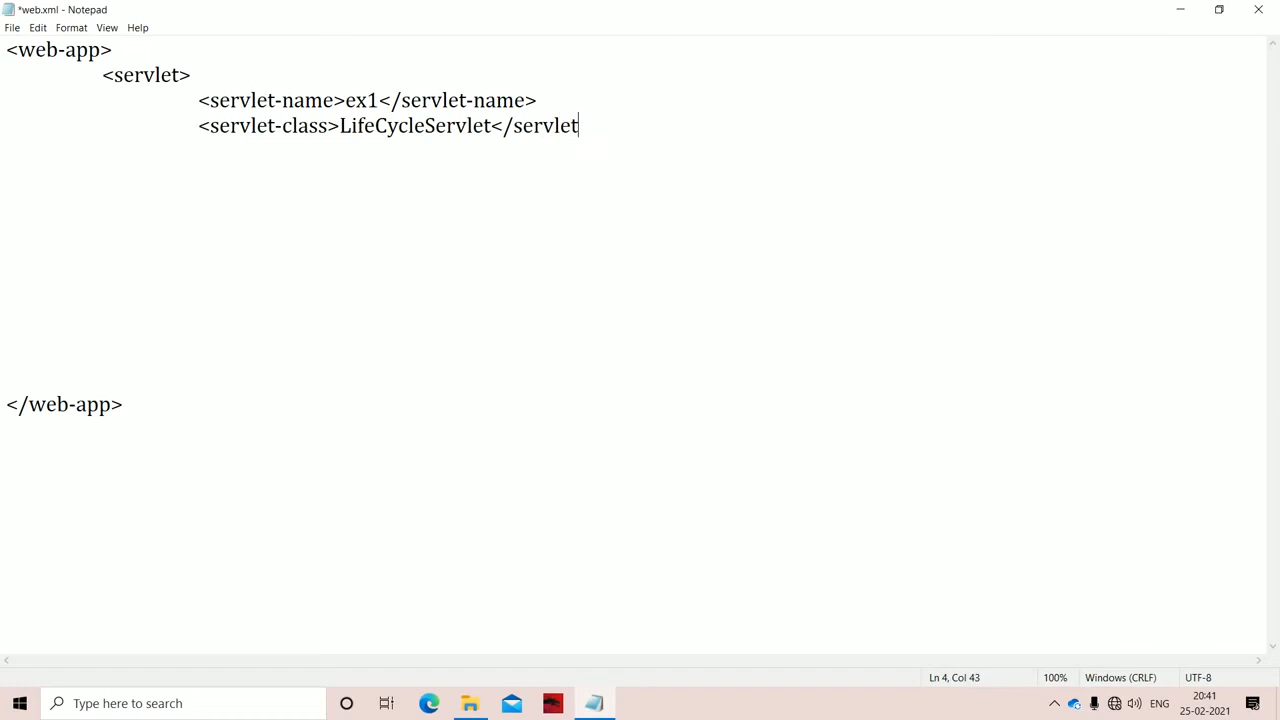 *web.xml - Notepad
File Edit Format View Help
<web-app>
<servlet>
<servlet-name>ex1</servlet-name>
<servlet-class>LifeCycleServlet</servlet
</web-app>
Ln 4, Col 43 100% Windows (CRLF) UTF-8
Type here to search
ENG
20:41
25-02-2021